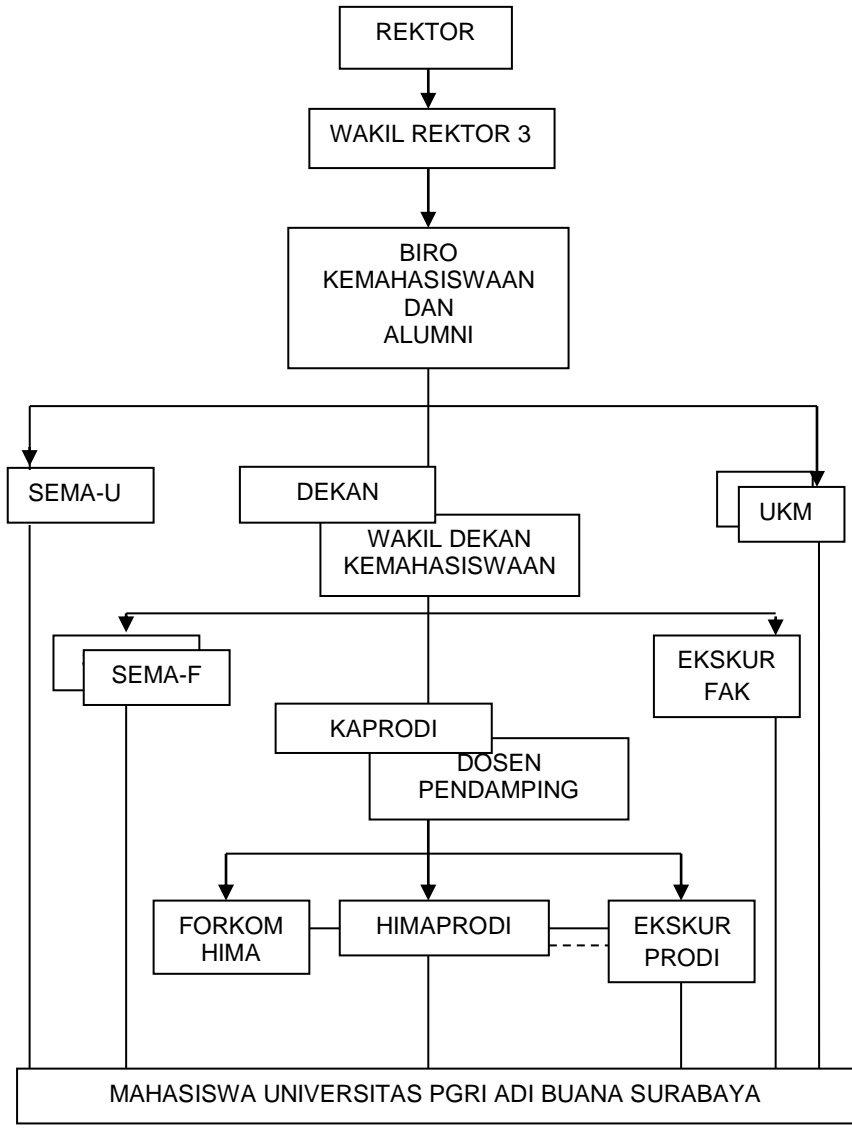 REKTOR
WAKIL REKTOR 3
BIRO
KEMAHASISWAAN
DAN
ALUMNI
SEMA-U
DEKAN
UKM
WAKIL DEKAN
KEMAHASISWAAN
SEMA-F
EKSKUR
FAK
KAPRODI
DOSEN
PENDAMPING
FORKOM
HIMA
HIMAPRODI
EKSKUR
PRODI
MAHASISWA UNIVERSITAS PGRI ADI BUANA SURABAYA